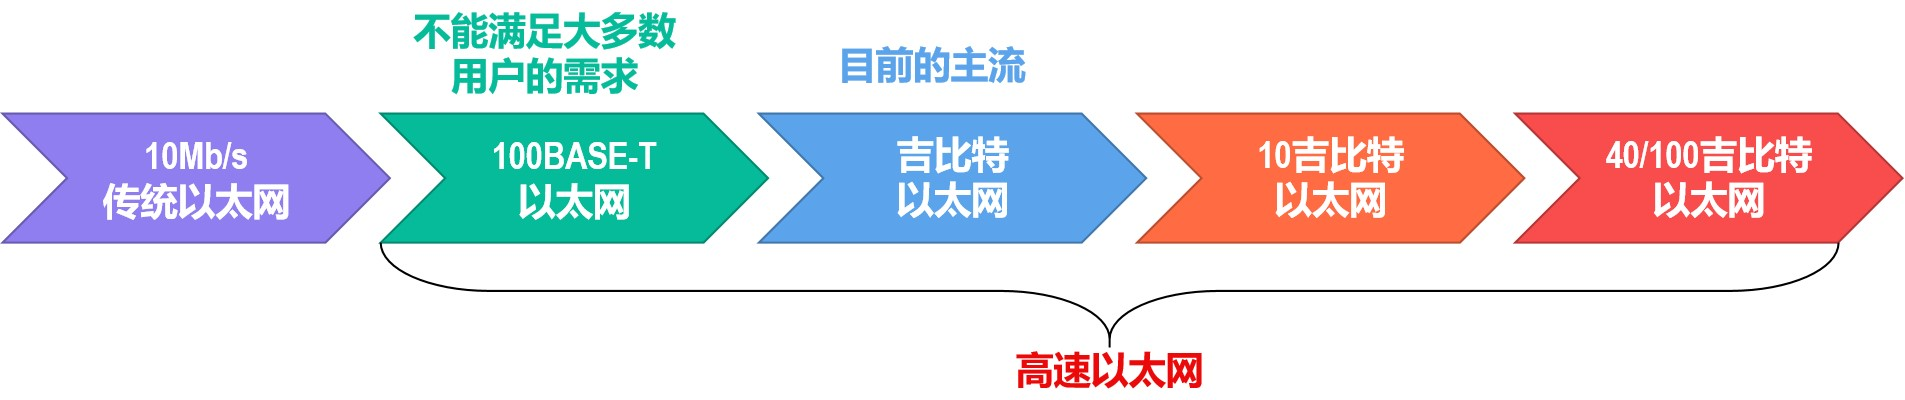 不能满足大多数
用户的需求
目前的主流
10Mb/s
传统以太网
100BASE-T
以太网
吉比特
以太网
10吉比特
以太网
40/100吉比特
以太网
高速以太网